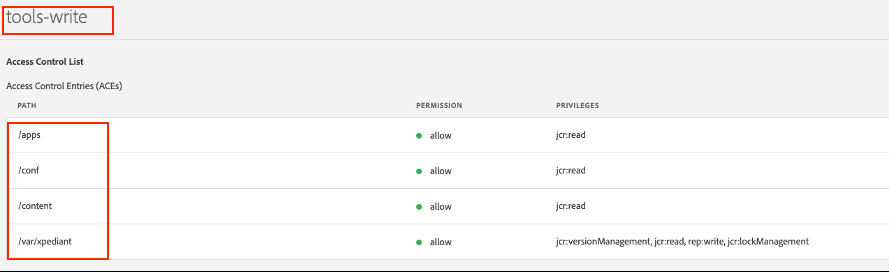 tools-write
Access Control List
Access Control Entries (ACEs)
PATH PERMISSION PRIVILEGES
/apps allow jcr:read
/conf allow jcr:read
/content allow jcr:read
/var/xpediant allow jcr:versionManagement, jcr:read, rep:write, jcr:lockManagement